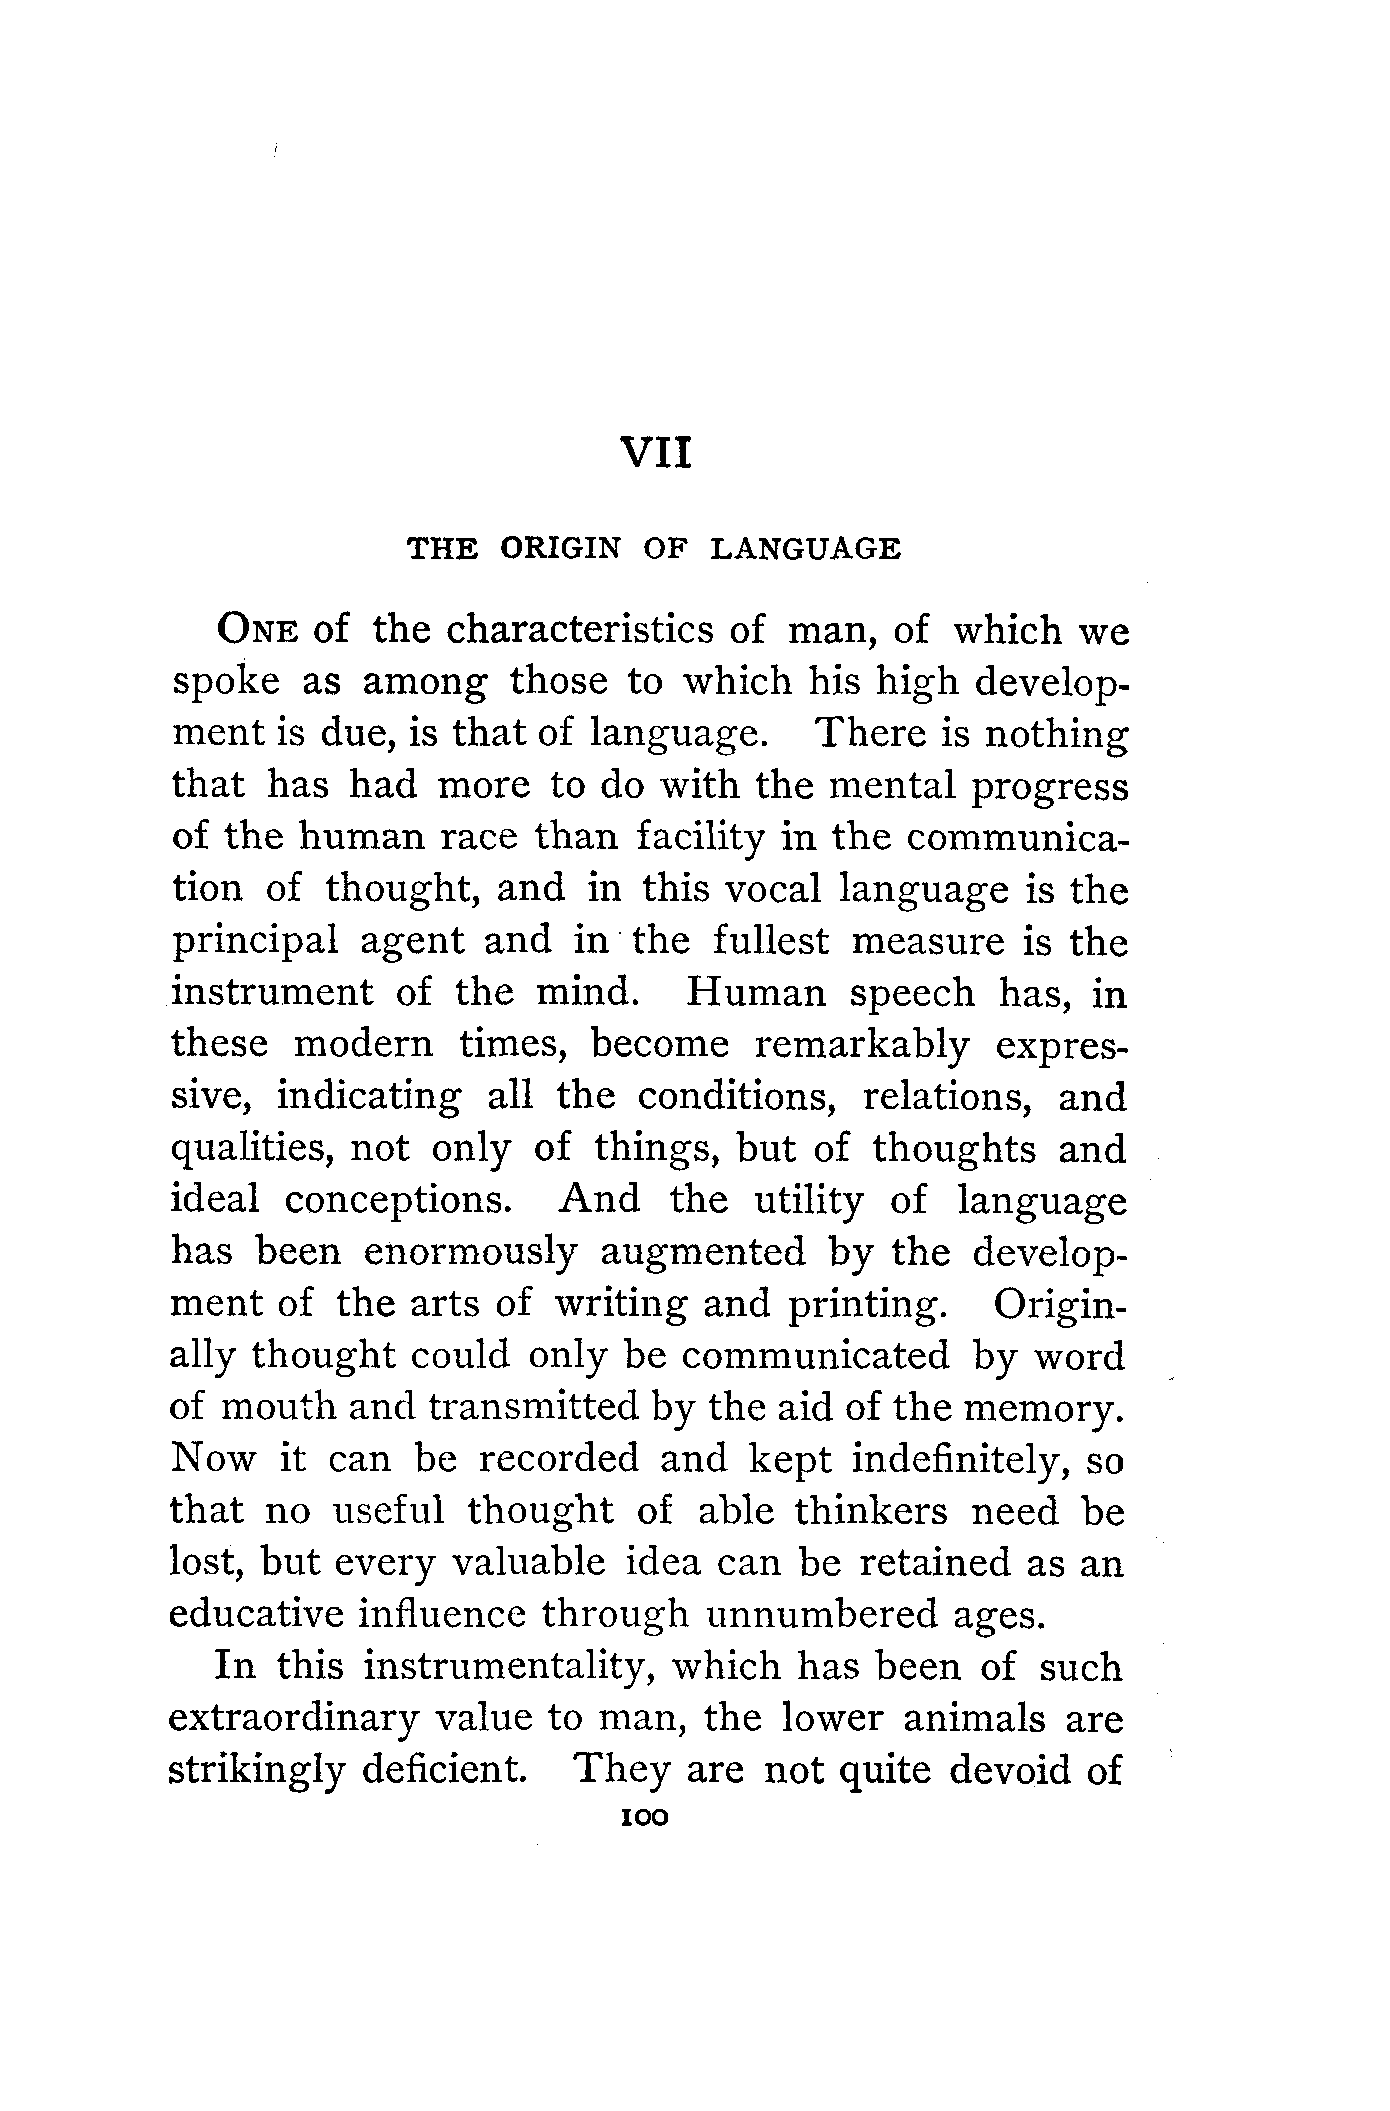 VII
THE ORIGIN OF LANGUAGE
ONE of the characteristics of man, of which we
spoke as among those to which his high develop-
ment is due, is that of language. There is nothing
that has had more to do with the mental progress
of the human race than facility in the communica-
tion of thought, and in this vocal language is the
principal agent and in the fullest measure is the
instrument of the mind. Human speech has, in
these modern times, become remarkably expres-
sive, indicating all the conditions, relations, and
qualities, not only of things, but of thoughts and
ideal conceptions. And the utility of language
has been enormously augmented by the develop-
ment of the arts of writing and printing. Origin-
ally thought could only be communicated by word
of mouth and transmitted by the aid of the memory.
Now it can be recorded and kept indefinitely, so
that no useful thought of able thinkers need be
lost, but every valuable idea can be retained as an
educative influence through unnumbered ages.
In this instrumentality, which has been of such
extraordinary value to man, the lower animals are
strikingly deficient. They are not quite devoid of
100